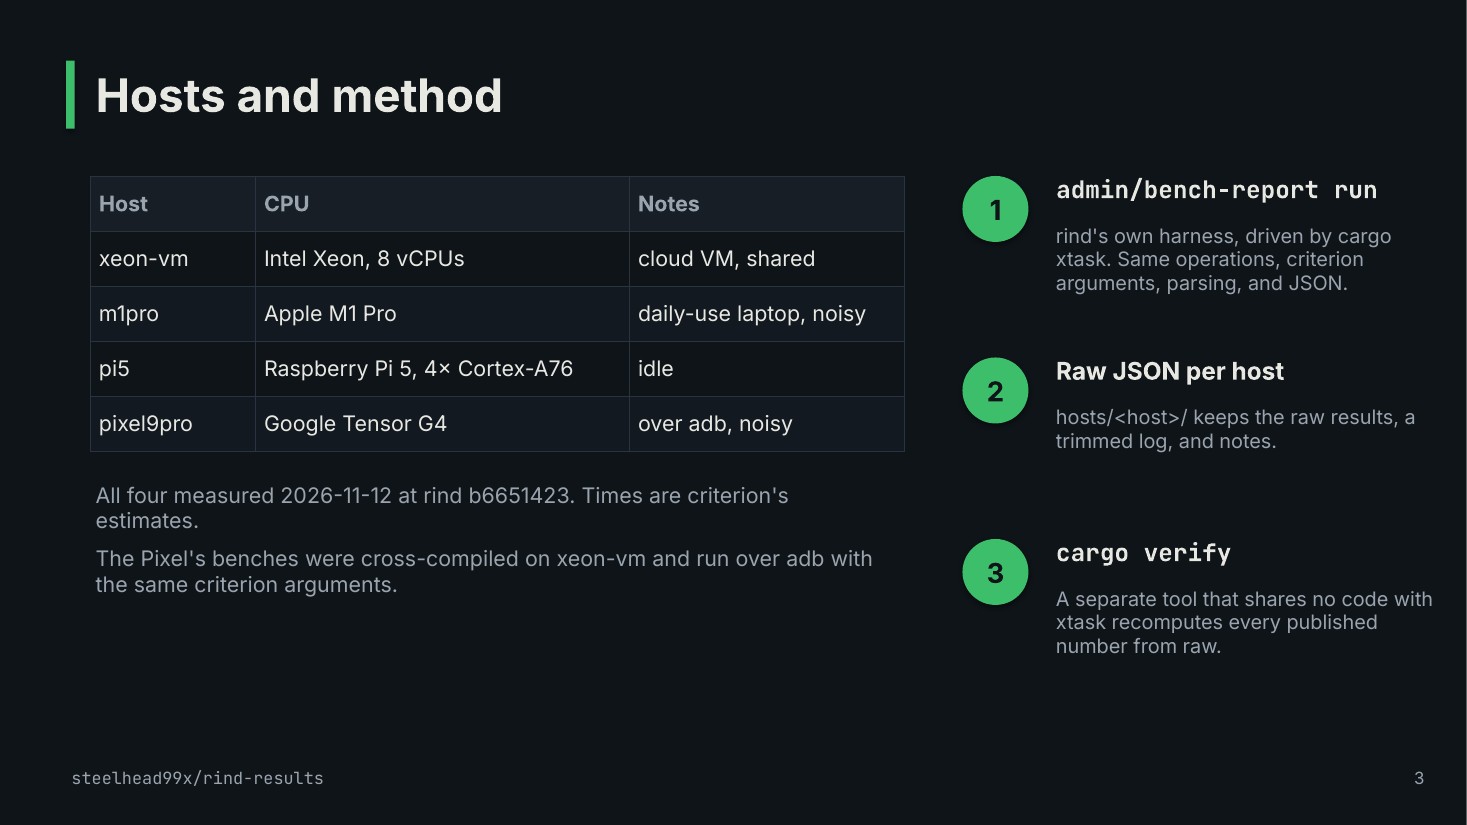 Hosts and method
Host CPU Notes
xeon-vm Intel Xeon, 8 vCPUs cloud VM, shared
m1pro Apple M1 Pro daily-use laptop, noisy
pi5 Raspberry Pi 5, 4× Cortex-A76 idle
pixel9pro Google Tensor G4 over adb, noisy
All four measured 2026-11-12 at rind b6651423. Times are criterion's
estimates.
The Pixel's benches were cross-compiled on xeon-vm and run over adb with
the same criterion arguments.
1
admin/bench-report run
rind's own harness, driven by cargo
xtask. Same operations, criterion
arguments, parsing, and JSON.
2
Raw JSON per host
hosts/<host>/ keeps the raw results, a
trimmed log, and notes.
3
cargo verify
A separate tool that shares no code with
xtask recomputes every published
number from raw.
steelhead99x/rind-results
3